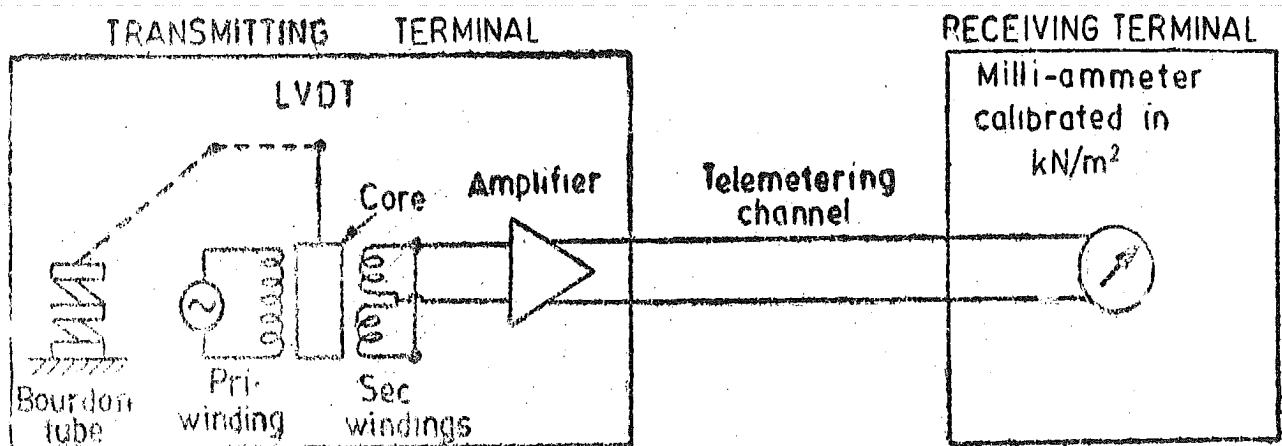 TRANSMITTING TERMINAL
RECEIVING TERMINAL
LVDT
Milli-ammeter
calibrated in
kN/m²
Core
Amplifier
Telemetering
channel
Bourdon
tube
Pri-
winding
Sec
windings